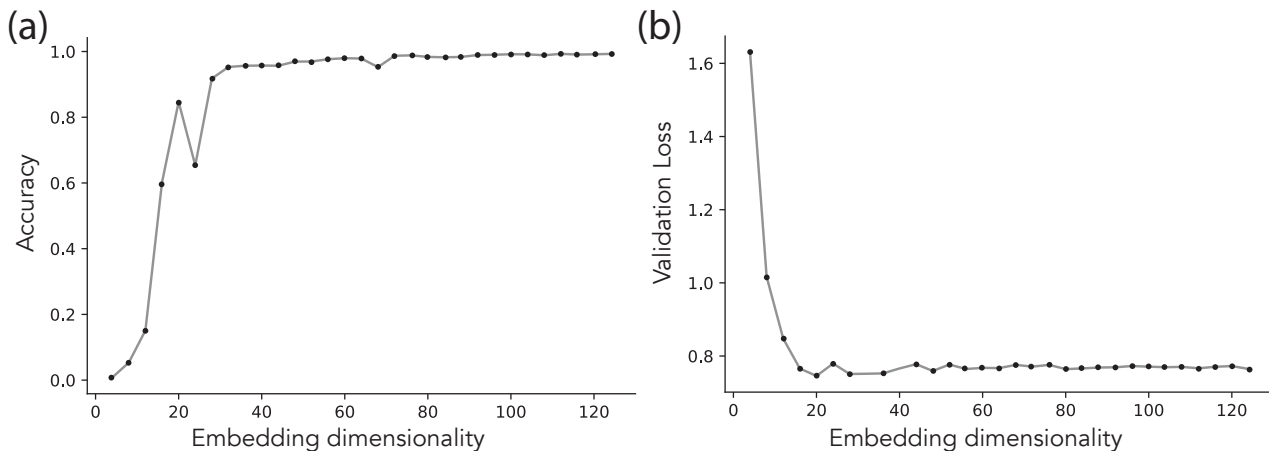 (a)
1.0
0.8
0.6
0.4
0.2
0.0
Accuracy
0 20 40 60 80 100 120
Embedding dimensionality
(b)
1.6
1.4
1.2
1.0
0.8
Validation Loss
0 20 40 60 80 100 120
Embedding dimensionality